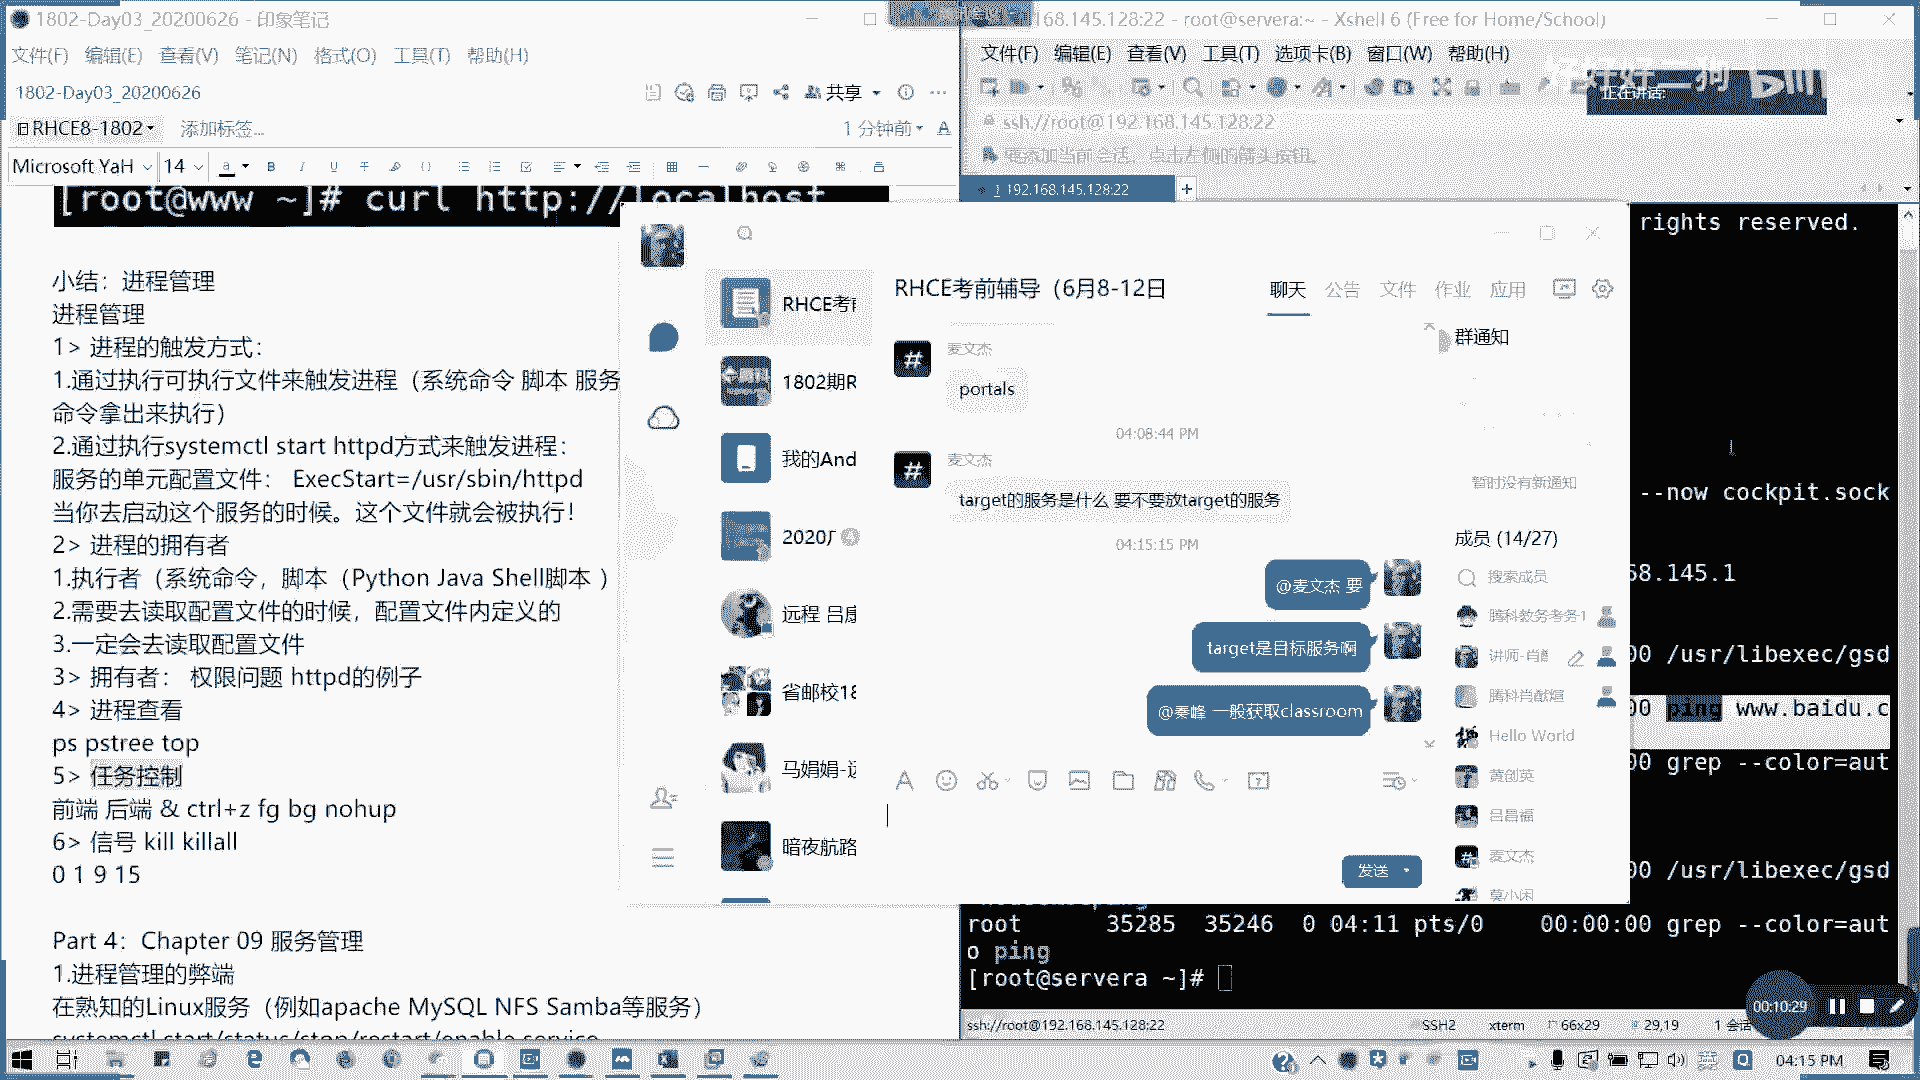 1802-Day03_20200626 - 印象笔记
文件(F) 编辑(E) 查看(V) 笔记(N) 格式(O) 工具(T) 帮助(H)
1802-Day03_20200626
共享
RHCE8-1802
添加标签...
1 分钟前
Microsoft YaH 14
[root@www ~]# curl http://localhost
小结：进程管理
进程管理
1> 进程的触发方式：
1.通过执行可执行文件来触发进程（系统命令 脚本 服务
命令拿出来执行）
2.通过执行systemctl start httpd方式来触发进程：
服务的单元配置文件： ExecStart=/usr/sbin/httpd
当你去启动这个服务的时候。这个文件就会被执行！
2> 进程的拥有者
1.执行者（系统命令，脚本（Python Java Shell脚本 ）
2.需要去读取配置文件的时候，配置文件内定义的
3.一定会去读取配置文件
3> 拥有者： 权限问题 httpd的例子
4> 进程查看
ps pstree top
5> 任务控制
前端 后端 & ctrl+z fg bg nohup
6> 信号 kill killall
0 1 9 15
Part 4：Chapter 09 服务管理
1.进程管理的弊端
在熟知的Linux服务（例如apache MySQL NFS Samba等服务）
systemctl start/status/stop/restart/enable service
68.145.128:22 - root@servera:~ - Xshell 6 (Free for Home/School)
文件(F) 编辑(E) 查看(V) 工具(T) 选项卡(B) 窗口(W) 帮助(H)
正在讲话:
ssh://root@192.168.145.128:22
要添加当前会话，点击左侧的箭头按钮。
1 192.168.145.128:22
rights reserved.
--now cockpit.sock
68.145.1
00 /usr/libexec/gsd
00 ping www.baidu.c
00 grep --color=aut
00 /usr/libexec/gsd
root 35285 35246 0 04:11 pts/0 00:00:00 grep --color=aut
o ping
[root@servera ~]#
ssh://root@192.168.145.128:22
SSH2 xterm 66x29 29,19 1 会话
RHCE考前
1802期R
我的And
2020广
远程 吕彦
省邮校18
马娟娟-远
暗夜航路
RHCE考前辅导（6月8-12日
聊天 公告 文件 作业 应用
麦文杰
portals
04:08:44 PM
麦文杰
target的服务是什么 要不要放target的服务
04:15:15 PM
@麦文杰 要
target是目标服务啊
@秦峰 一般获取classroom
发送
群通知
暂时没有新通知
成员 (14/27)
搜索成员
腾科教务考务1
讲师-肖
腾科肖
Hello World
黄创英
吕昌福
麦文杰
莫小闲
00:10:29
04:15 PM